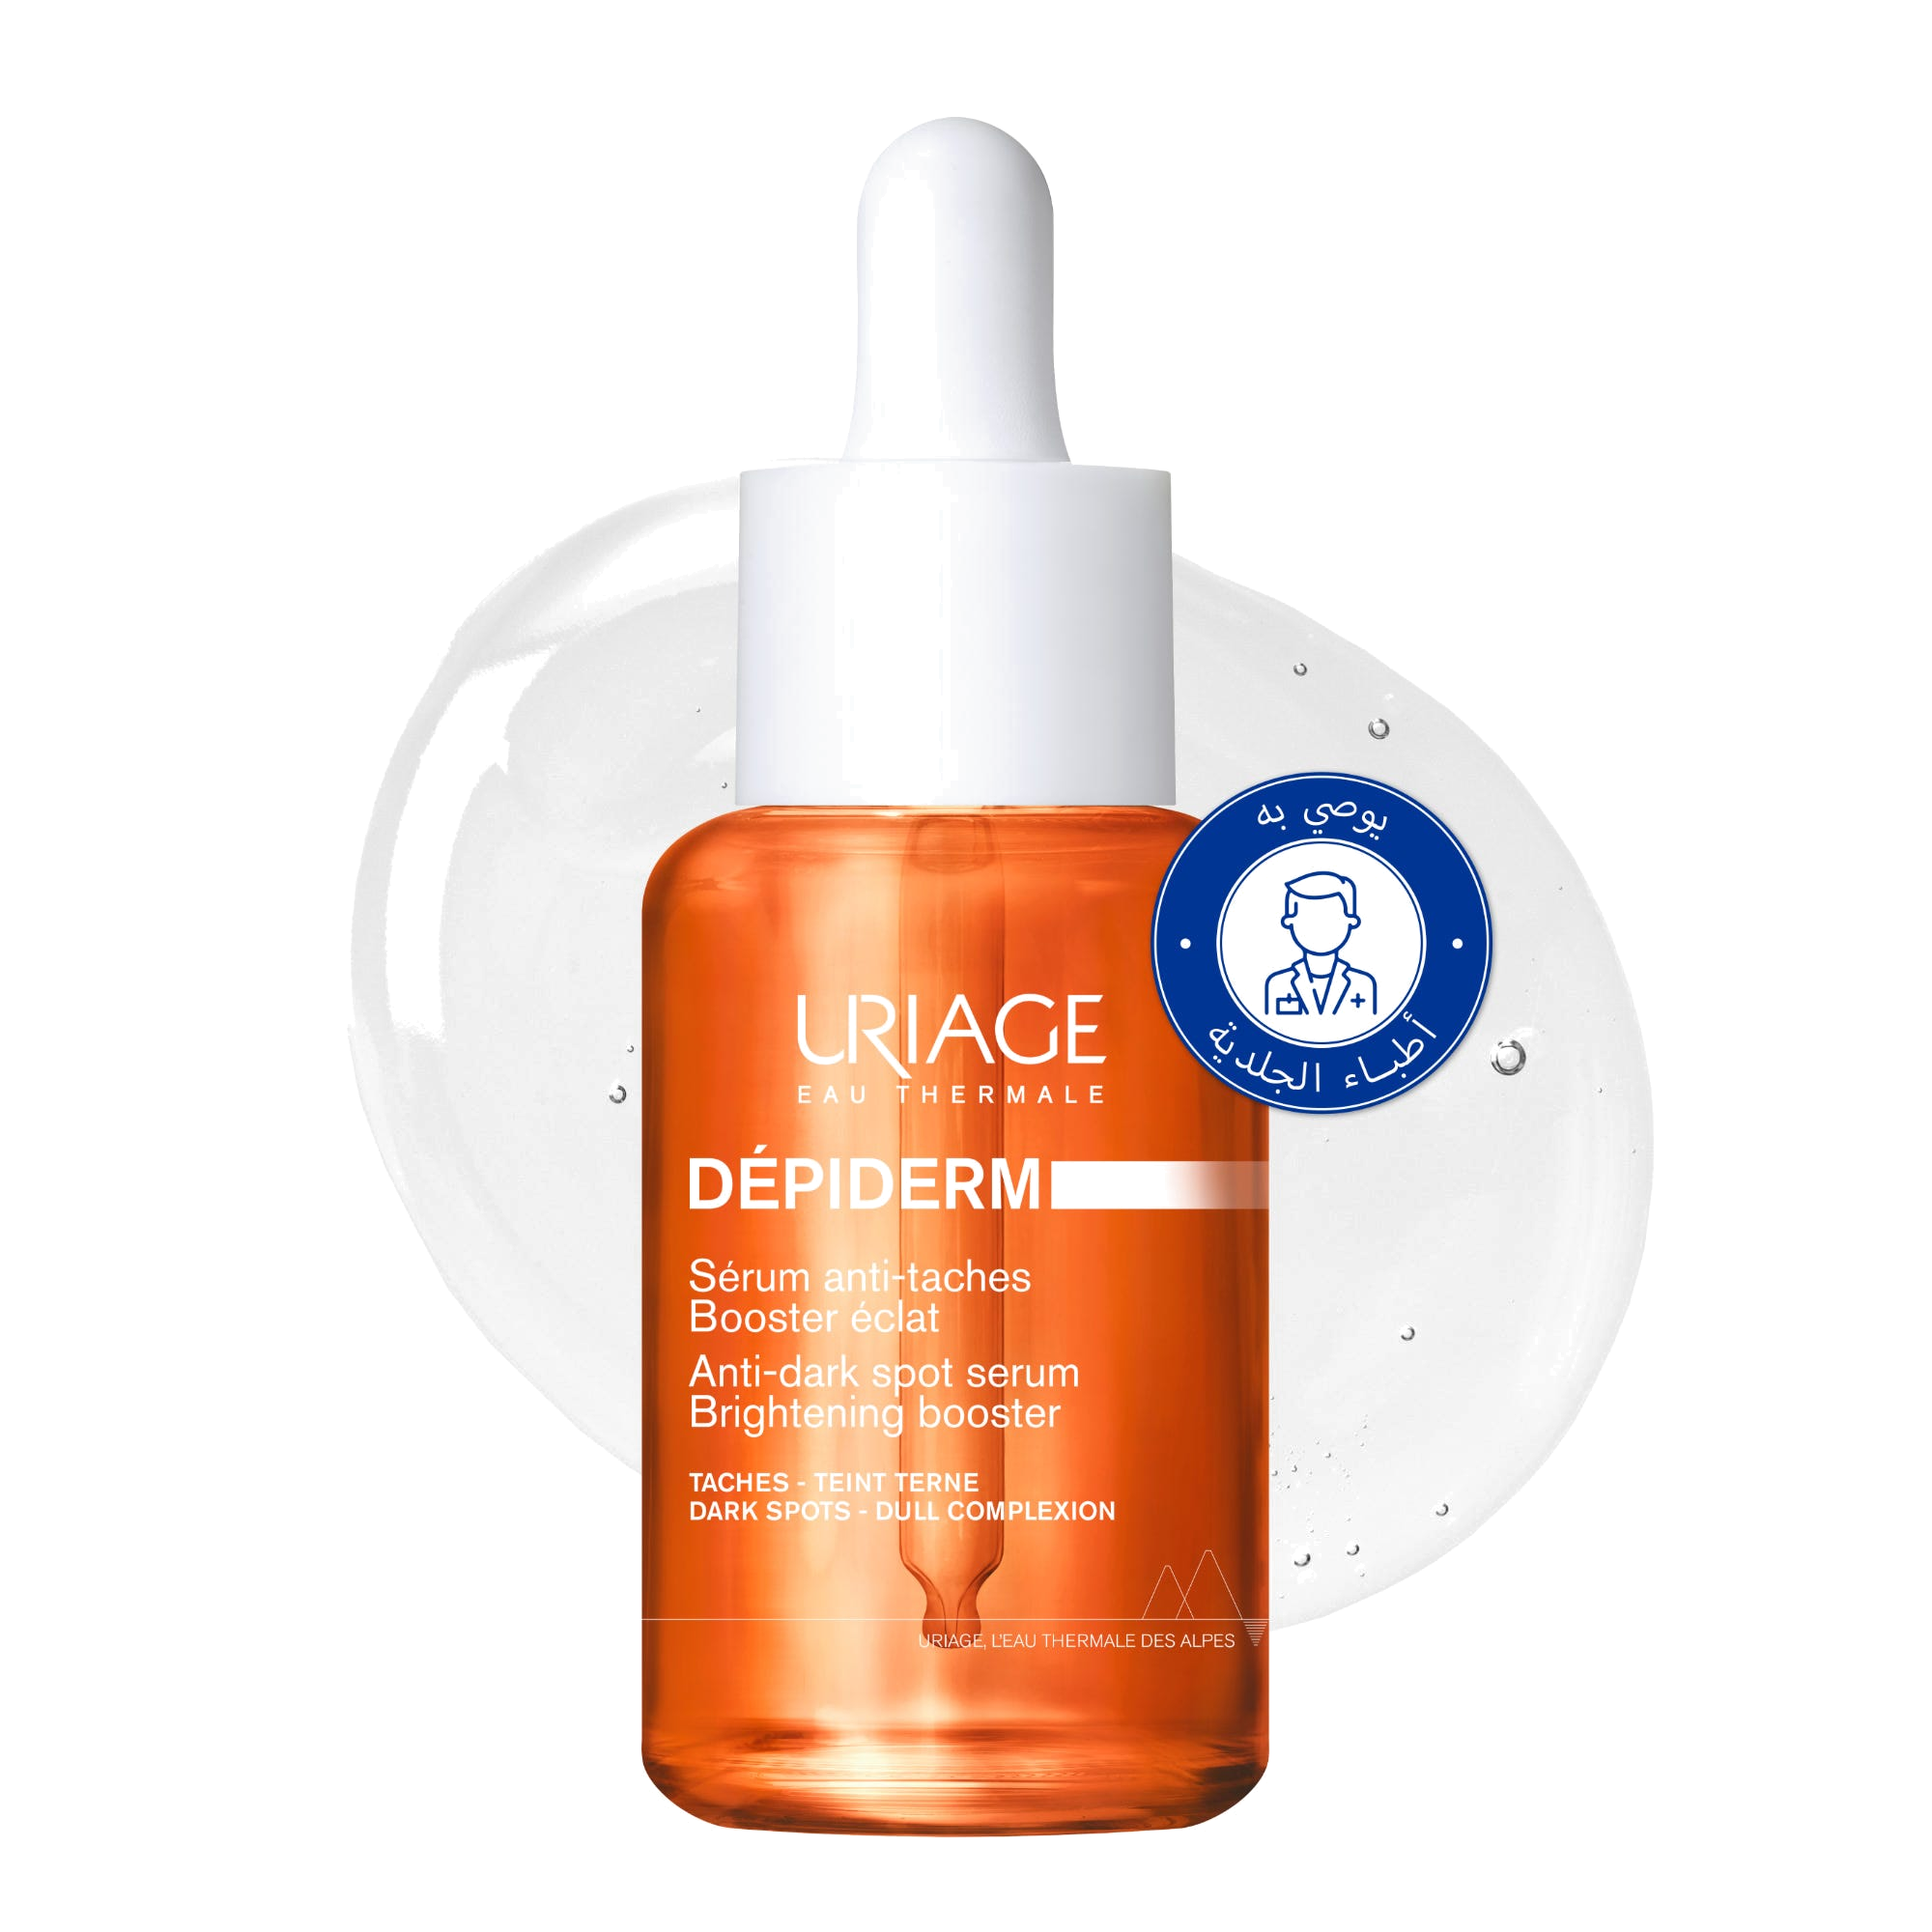 يوصي به
أطباء الجلدية
URIAGE
EAU THERMALE
DÉPIDERM
Sérum anti-taches
Booster éclat
Anti-dark spot serum
Brightening booster
TACHES - TEINT TERNE
DARK SPOTS - DULL COMPLEXION
URIAGE, L'EAU THERMALE DES ALPES